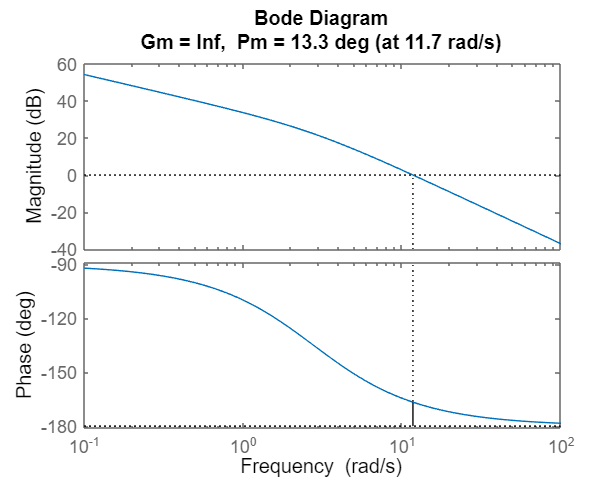 Bode Diagram
Gm = Inf, Pm = 13.3 deg (at 11.7 rad/s)
Magnitude (dB)
60
40
20
0
-20
-40
Phase (deg)
-90
-120
-150
-180
10^-1
10^0
10^1
10^2
Frequency (rad/s)